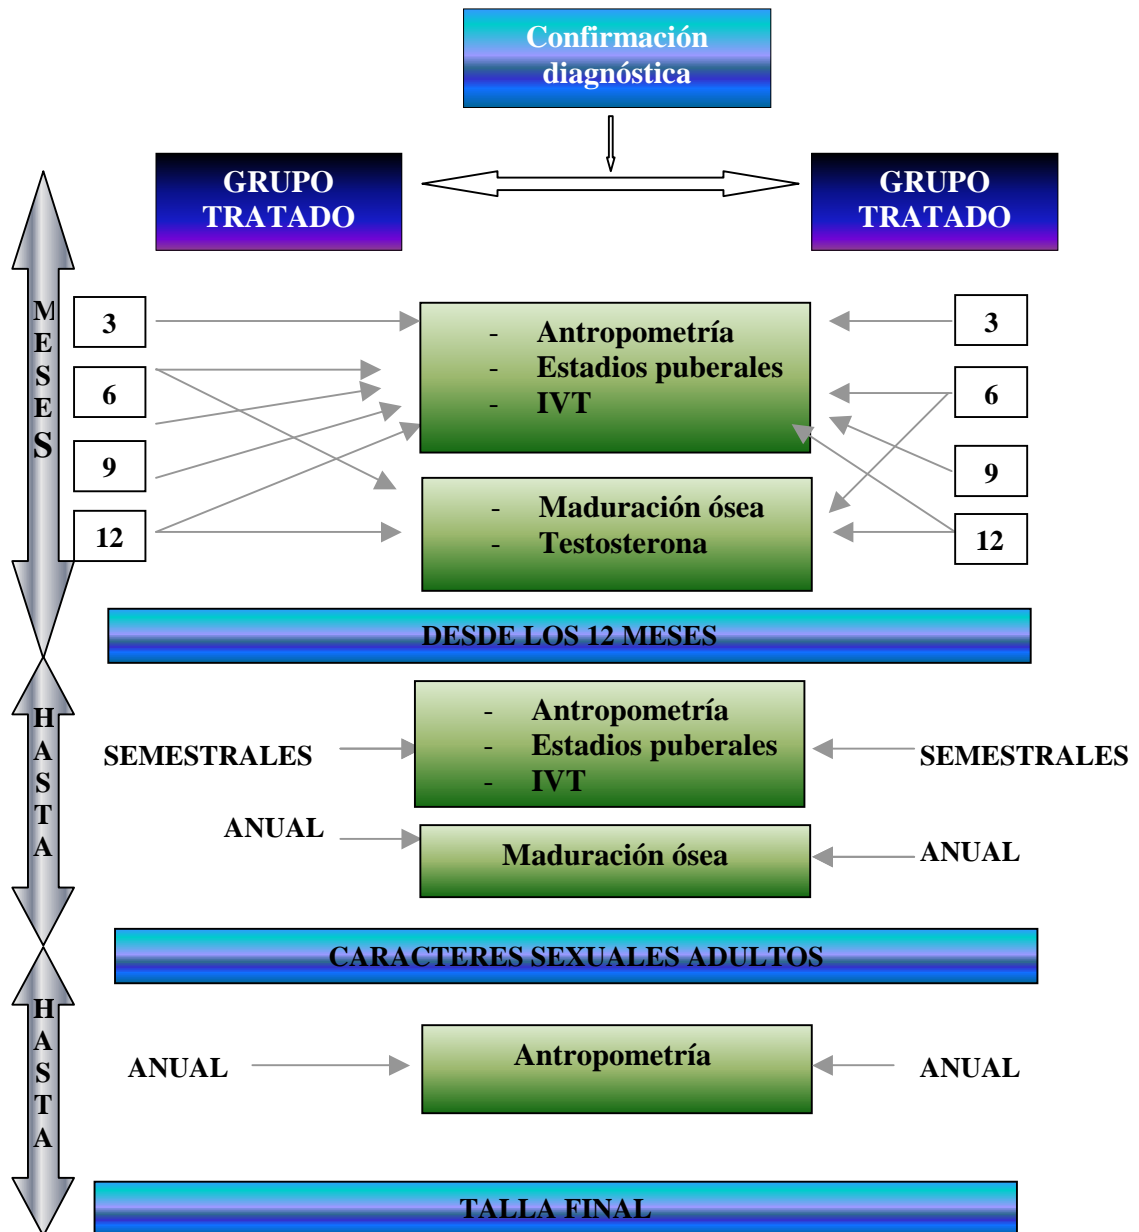 Confirmación
diagnóstica
GRUPO
TRATADO
GRUPO
TRATADO
MESES
3
6
9
12
- Antropometría
- Estadios puberales
- IVT
- Maduración ósea
- Testosterona
3
6
9
12
DESDE LOS 12 MESES
HASTA
SEMESTRALES
- Antropometría
- Estadios puberales
- IVT
SEMESTRALES
ANUAL
Maduración ósea
ANUAL
CARACTERES SEXUALES ADULTOS
HASTA
ANUAL
Antropometría
ANUAL
TALLA FINAL